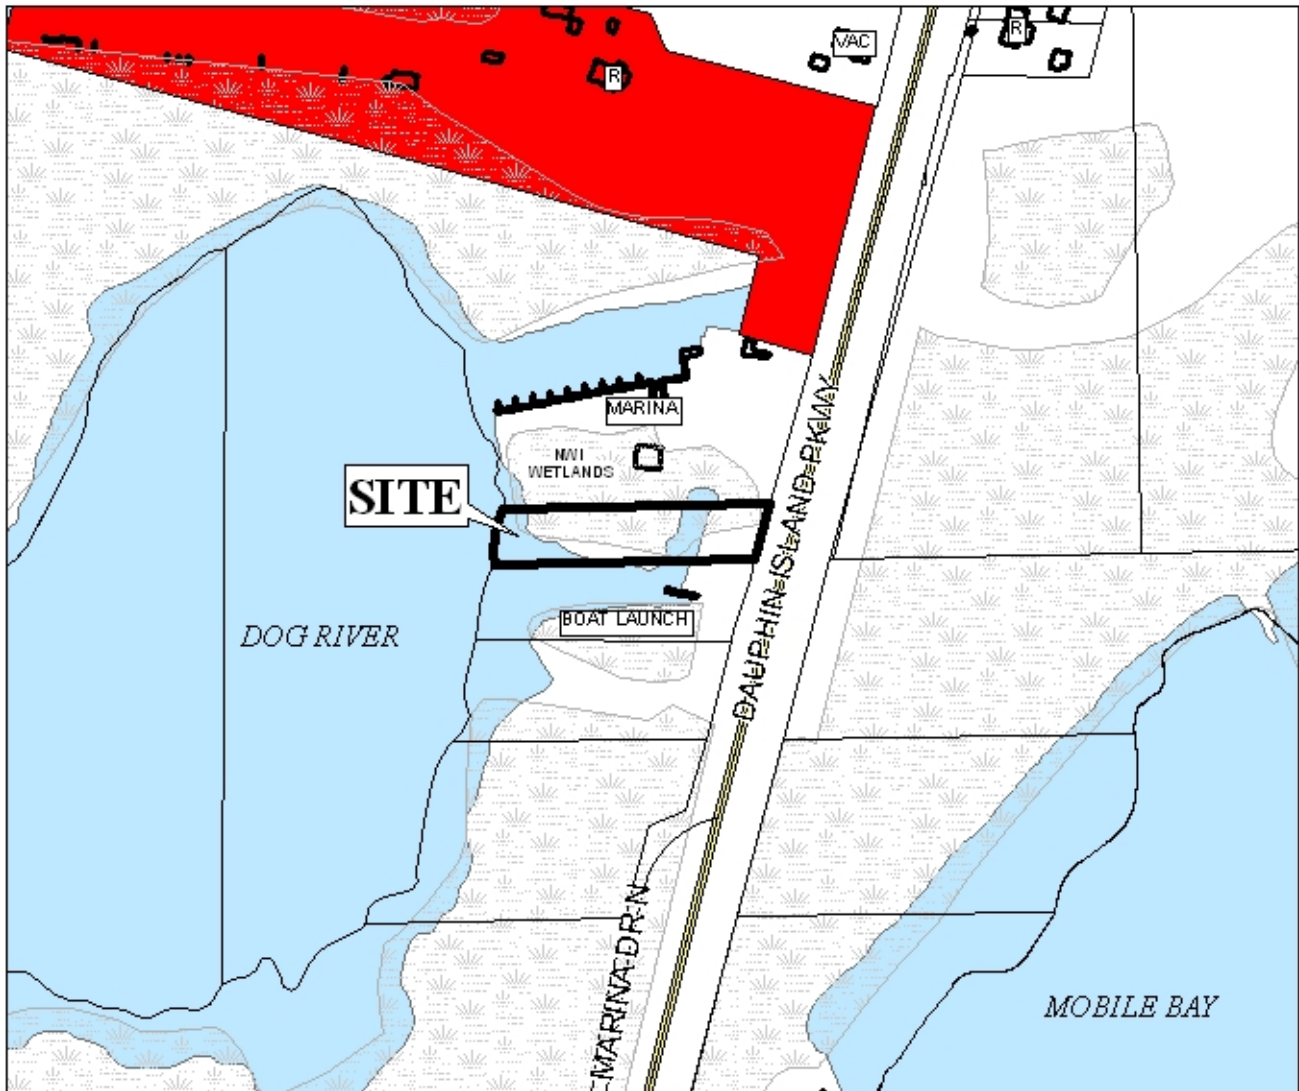 R
VAC
R
MARINA
NWI
WETLANDS
SITE
DAUPHIN ISLAND PKWY
BOAT LAUNCH
DOG RIVER
MARINA DR N
MOBILE BAY